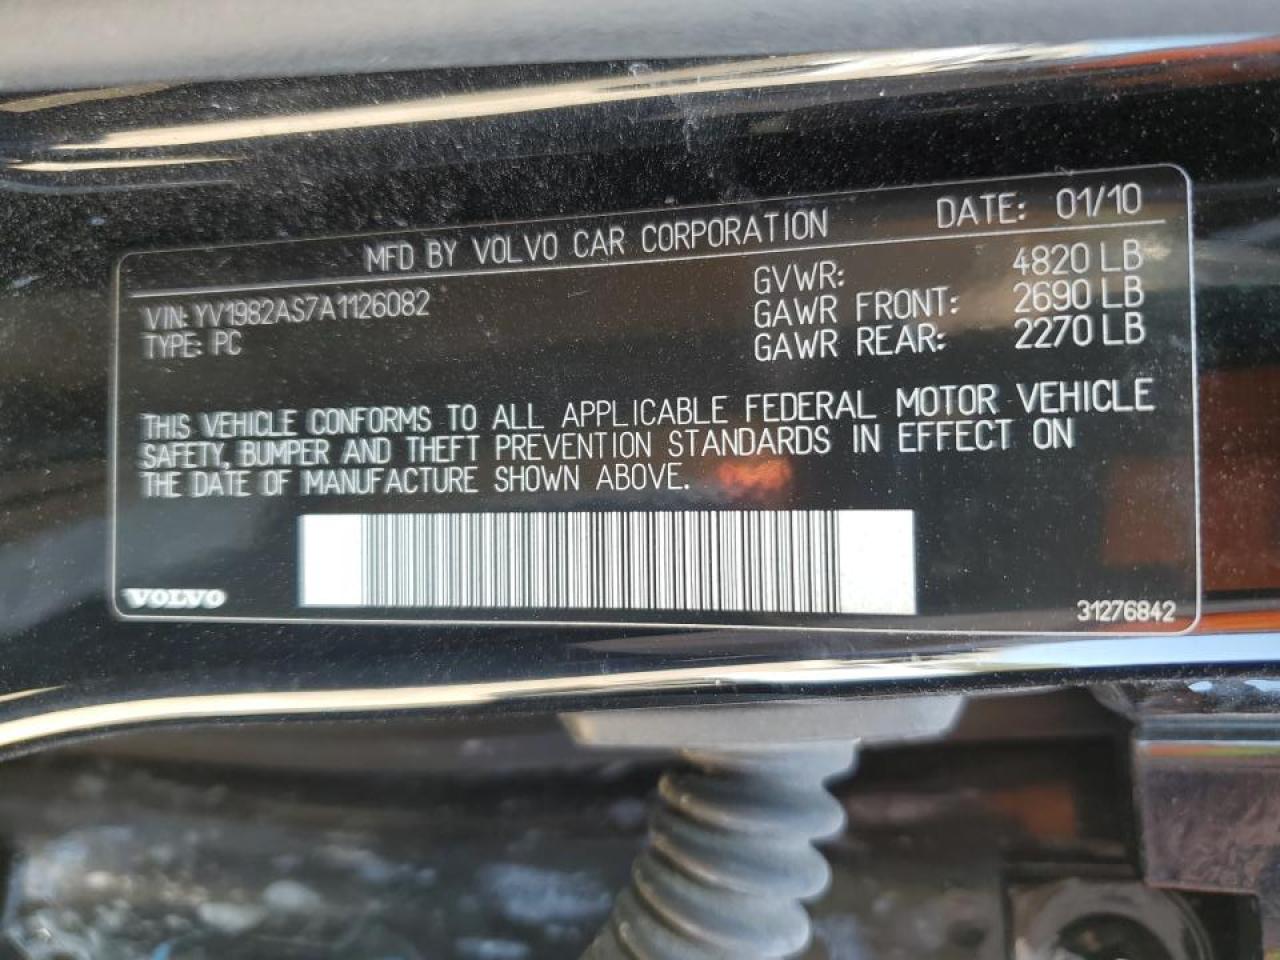 MFD BY VOLVO CAR CORPORATION DATE: 01/10
VIN: YV1982AS7A1126082
TYPE: PC
GVWR: 4820 LB
GAWR FRONT: 2690 LB
GAWR REAR: 2270 LB
THIS VEHICLE CONFORMS TO ALL APPLICABLE FEDERAL MOTOR VEHICLE
SAFETY, BUMPER AND THEFT PREVENTION STANDARDS IN EFFECT ON
THE DATE OF MANUFACTURE SHOWN ABOVE.
VOLVO
31276842